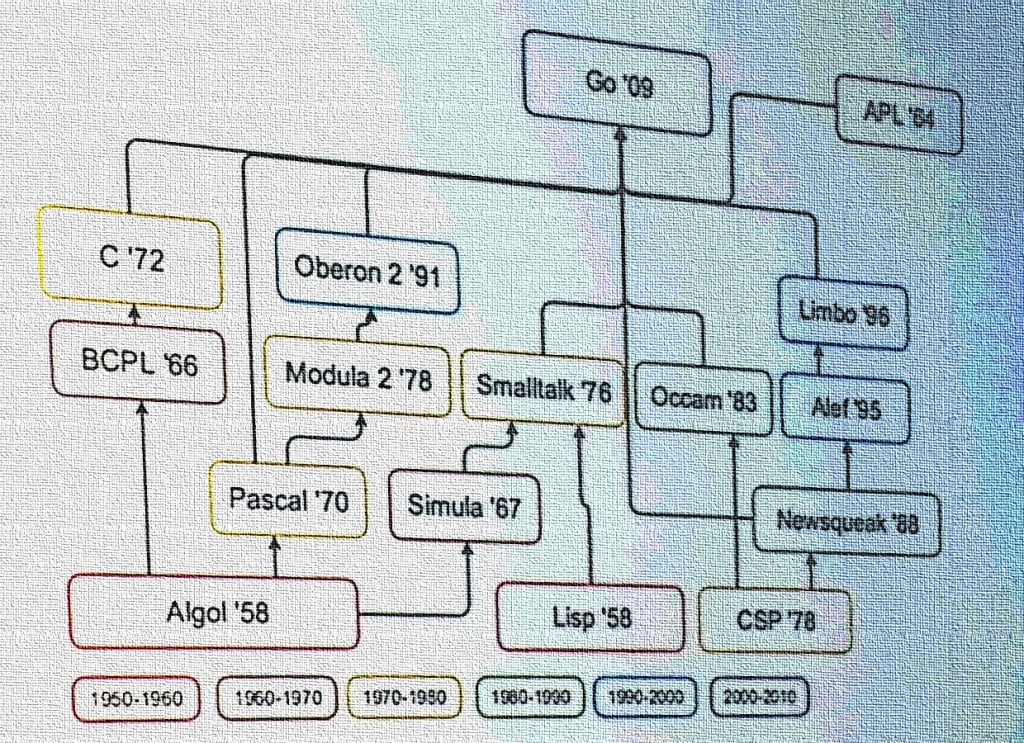 Go '09
APL '64
C '72
Oberon 2 '91
Limbo '96
BCPL '66
Modula 2 '78
Smalltalk '76
Occam '83
Alef '95
Pascal '70
Simula '67
Newsqueak '88
Algol '58
Lisp '58
CSP '78
1950-1960
1960-1970
1970-1980
1980-1990
1990-2000
2000-2010